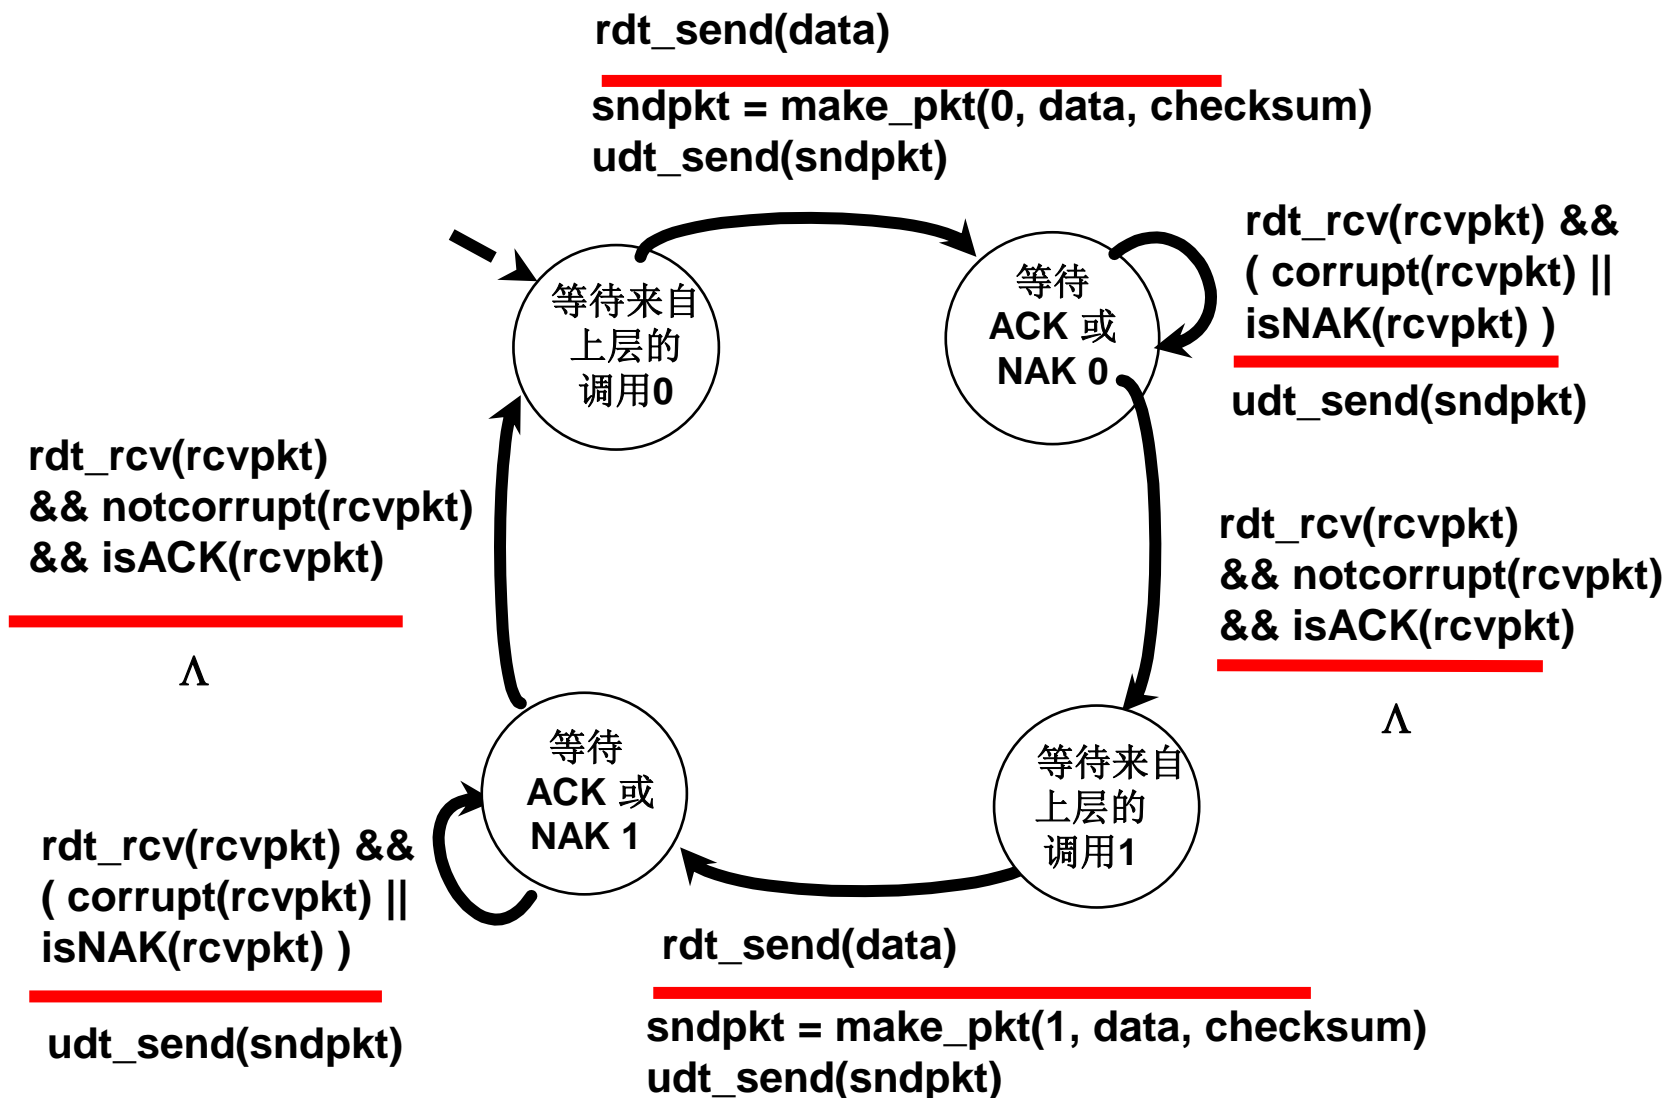 rdt_send(data)
sndpkt = make_pkt(0, data, checksum)
udt_send(sndpkt)
等待来自
上层的
调用0
等待
ACK 或
NAK 0
rdt_rcv(rcvpkt) &&
( corrupt(rcvpkt) ||
isNAK(rcvpkt) )
udt_send(sndpkt)
rdt_rcv(rcvpkt)
&& notcorrupt(rcvpkt)
&& isACK(rcvpkt)
Λ
rdt_rcv(rcvpkt)
&& notcorrupt(rcvpkt)
&& isACK(rcvpkt)
Λ
等待
ACK 或
NAK 1
等待来自
上层的
调用1
rdt_rcv(rcvpkt) &&
( corrupt(rcvpkt) ||
isNAK(rcvpkt) )
udt_send(sndpkt)
rdt_send(data)
sndpkt = make_pkt(1, data, checksum)
udt_send(sndpkt)